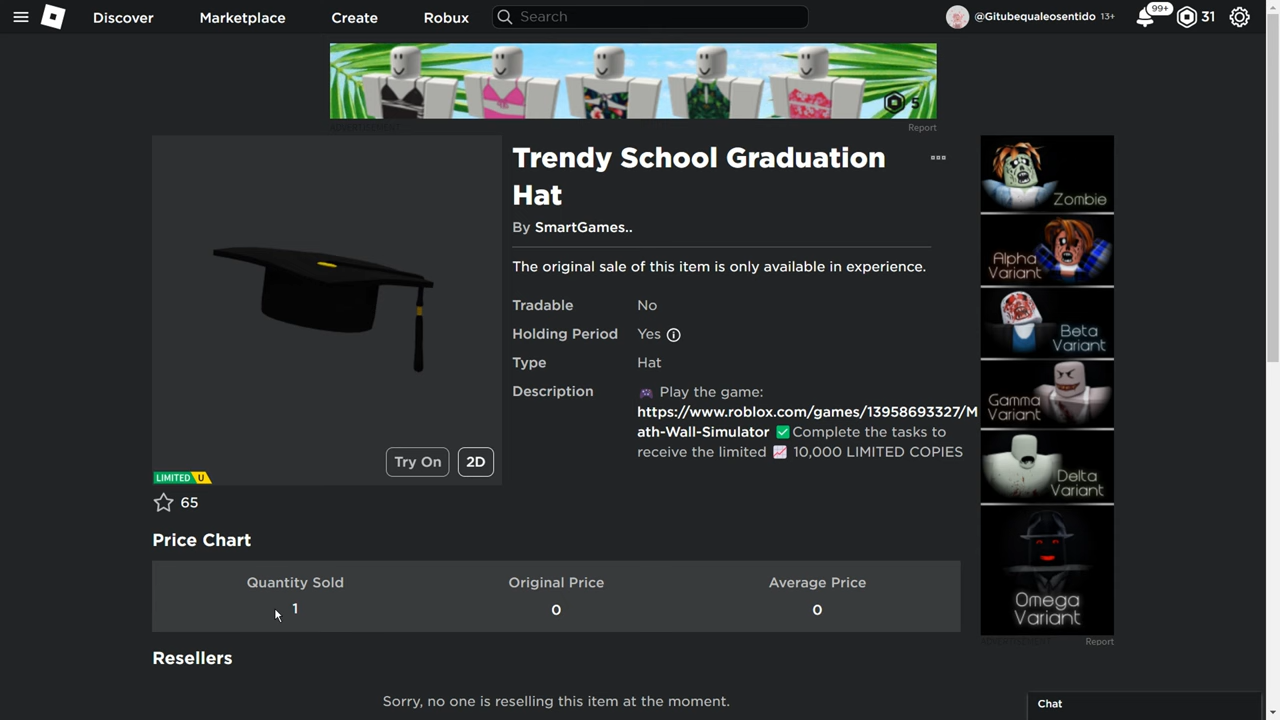 Discover
Marketplace
Create
Robux
Search
@Gitubequaleosentido 13+
99+
31
5
Report
Trendy School Graduation
Hat
By SmartGames..
The original sale of this item is only available in experience.
Tradable No
Holding Period Yes
Type Hat
Description 🎮 Play the game:
https://www.roblox.com/games/13958693327/M
ath-Wall-Simulator ✅Complete the tasks to
receive the limited 📈 10,000 LIMITED COPIES
Try On
2D
LIMITED U
65
Price Chart
Quantity Sold
1
Original Price
0
Average Price
0
Resellers
Sorry, no one is reselling this item at the moment.
Zombie
Alpha
Variant
Beta
Variant
Gamma
Variant
Delta
Variant
Omega
Variant
Report
Chat